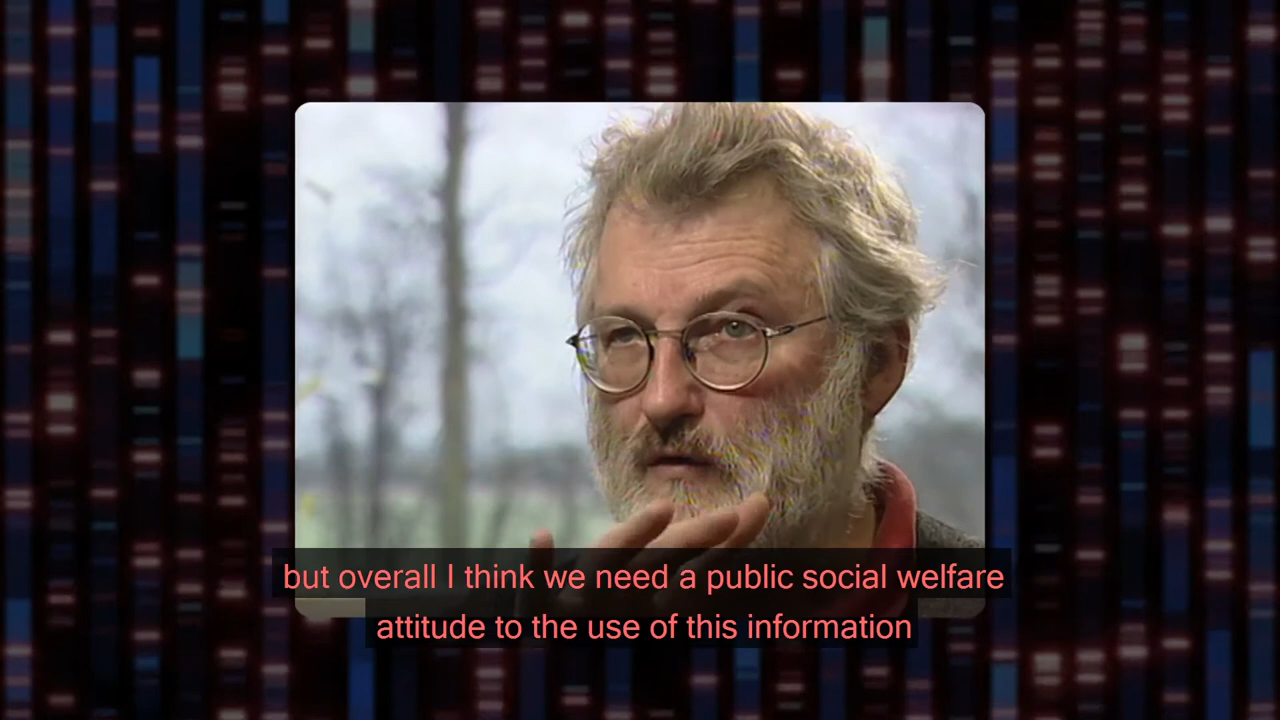 but overall I think we need a public social welfare
attitude to the use of this information